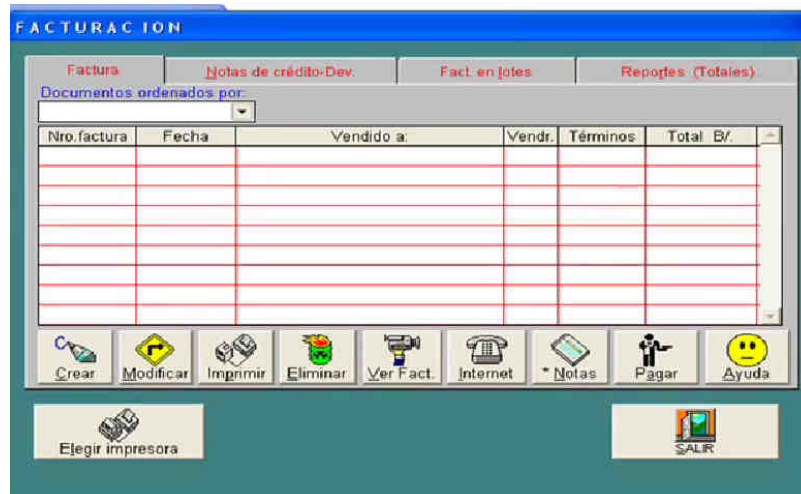 FACTURACION
Factura Notas de crédito-Dev. Fact. en lotes Reportes (Totales)
Documentos ordenados por:
Nro.factura Fecha Vendido a: Vendr. Términos Total B/.
Crear Modificar Imprimir Eliminar Ver Fact. Internet * Notas Pagar Ayuda
Elegir impresora SALIR